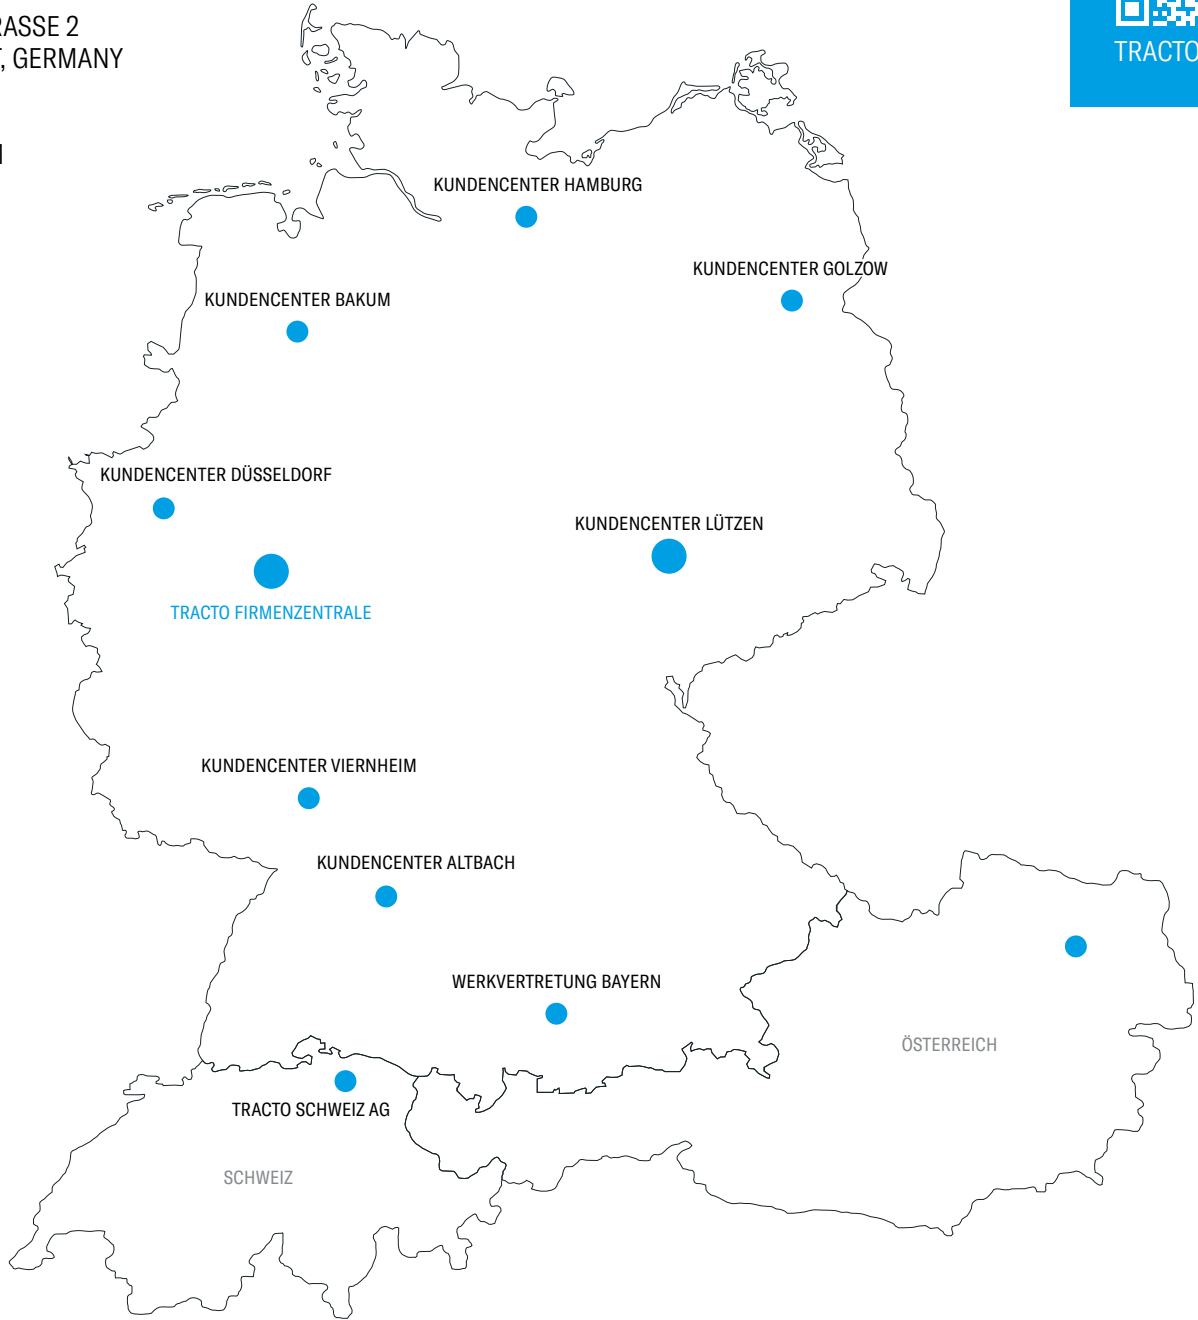 RASSE 2
, GERMANY
TRACTO
KUNDENCENTER HAMBURG
KUNDENCENTER GOLZOW
KUNDENCENTER BAKUM
KUNDENCENTER DÜSSELDORF
KUNDENCENTER LÜTZEN
TRACTO FIRMENZENTRALE
KUNDENCENTER VIERNHEIM
KUNDENCENTER ALTBACH
WERKVERTRETUNG BAYERN
ÖSTERREICH
TRACTO SCHWEIZ AG
SCHWEIZ